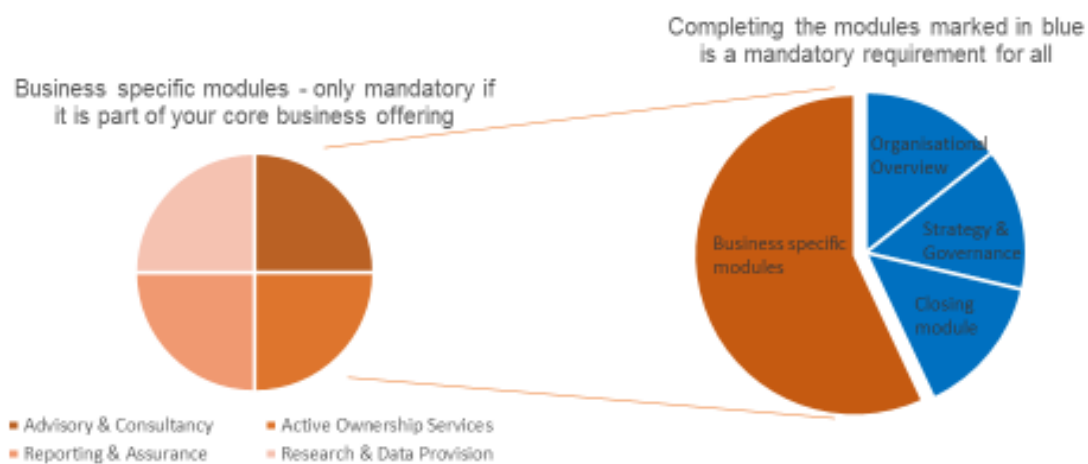 Completing the modules marked in blue
is a mandatory requirement for all
Business specific modules - only mandatory if
it is part of your core business offering
Organisational
Overview
Strategy &
Governance
Business specific
modules
Closing
module
Advisory & Consultancy
Active Ownership Services
Reporting & Assurance
Research & Data Provision